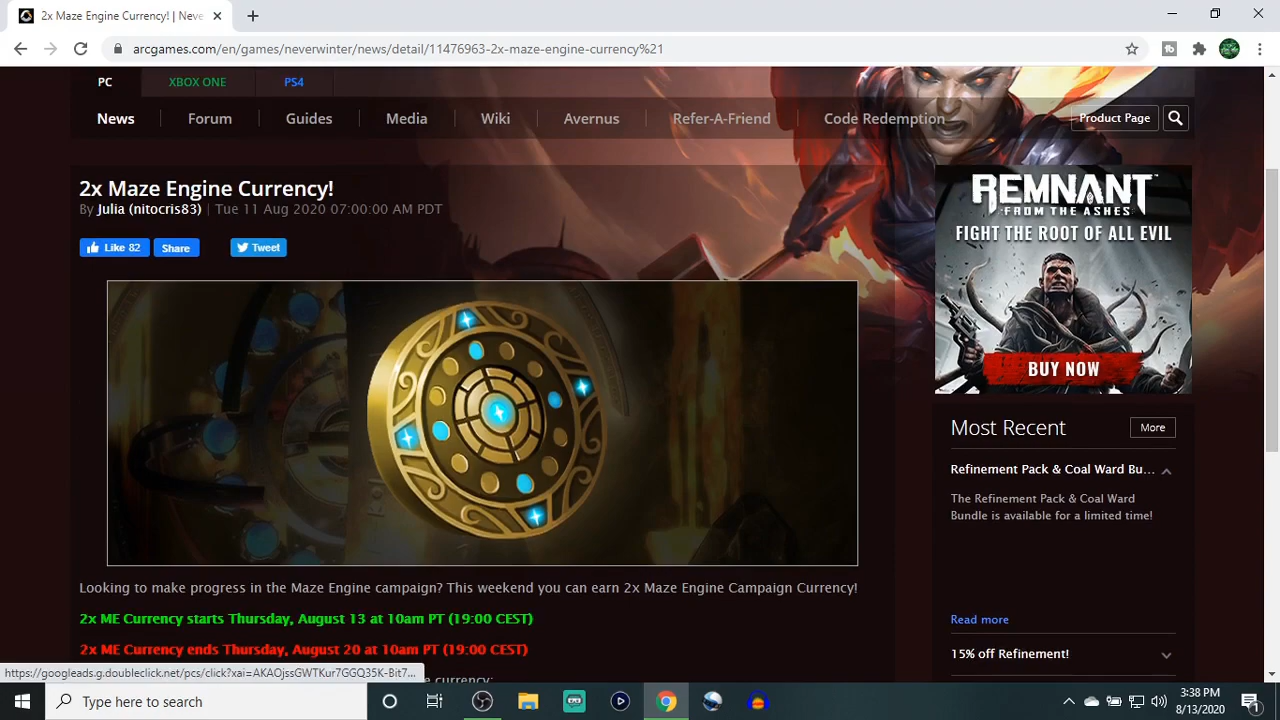 2x Maze Engine Currency! | Neve
arcgames.com/en/games/neverwinter/news/detail/11476963-2x-maze-engine-currency%21
PC XBOX ONE PS4
News Forum Guides Media Wiki Avernus Refer-A-Friend Code Redemption Product Page
2x Maze Engine Currency!
By Julia (nitocris83) | Tue 11 Aug 2020 07:00:00 AM PDT
Like 82 Share Tweet
REMNANT
FROM THE ASHES
FIGHT THE ROOT OF ALL EVIL
BUY NOW
Most Recent More
Refinement Pack & Coal Ward Bu...
The Refinement Pack & Coal Ward
Bundle is available for a limited time!
Read more
15% off Refinement!
Looking to make progress in the Maze Engine campaign? This weekend you can earn 2x Maze Engine Campaign Currency!
2x ME Currency starts Thursday, August 13 at 10am PT (19:00 CEST)
2x ME Currency ends Thursday, August 20 at 10am PT (19:00 CEST)
currency:
https://googleads.g.doubleclick.net/pcs/click?xai=AKAOjssGWTKur7GGQ35K-Bit7...
Type here to search
3:38 PM
8/13/2020